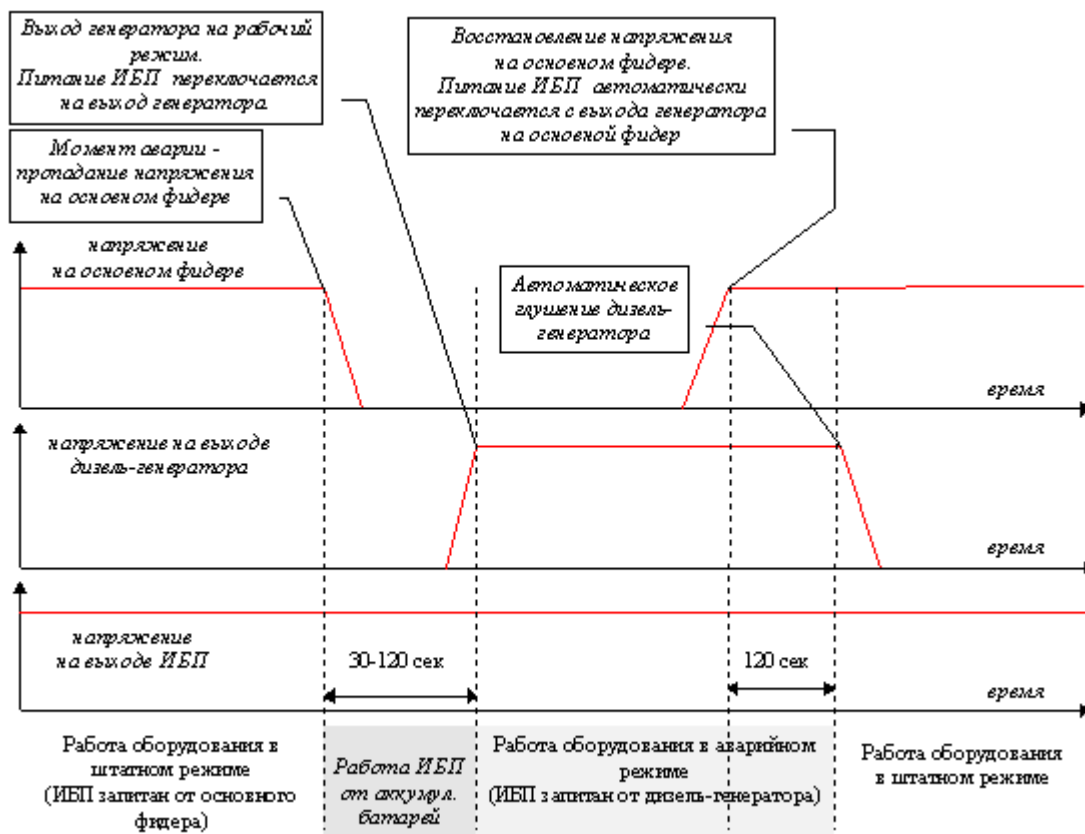 Выход генератора на рабочий
режим.
Питание ИБП переключается
на выход генератора
Восстановление напряжения
на основном фидере.
Питание ИБП автоматически
переключается с выхода генератора
на основной фидер
Момент аварии -
пропадание напряжения
на основном фидере
напряжение
на основном фидере
Автоматическое
глушение дизель-
генератора
время
напряжение на выходе
дизель-генератора
время
напряжение
на выходе ИБП
30-120 сек
120 сек
время
Работа оборудования в
штатном режиме
(ИБП запитан от основного
фидера)
Работа ИБП
от аккумул.
батарей
Работа оборудования в аварийном
режиме
(ИБП запитан от дизель-генератора)
Работа оборудования
в штатном режиме